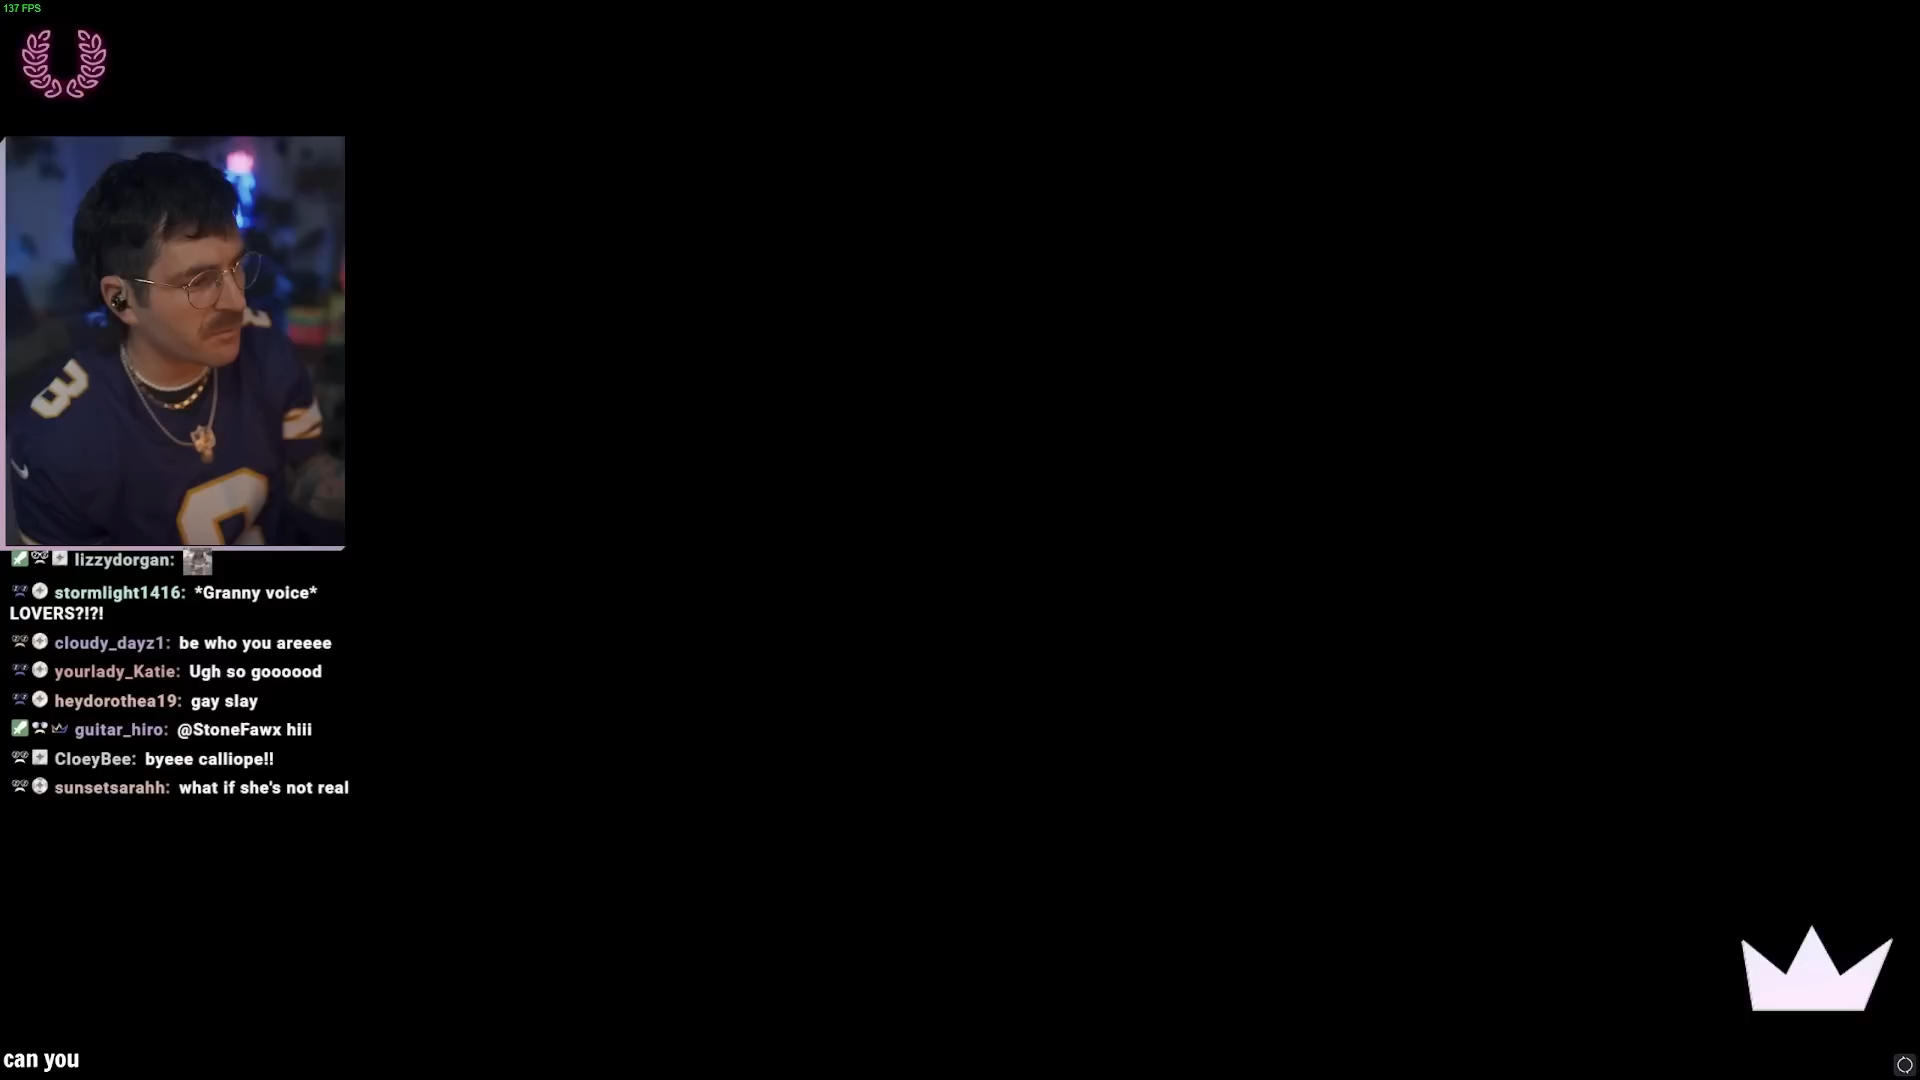 137 FPS
lizzydorgan:
stormlight1416: *Granny voice*
LOVERS?!?!
cloudy_dayz1: be who you areeee
yourlady_Katie: Ugh so goooood
heydorothea19: gay slay
guitar_hiro: @StoneFawx hiii
CloeyBee: byeee calliope!!
sunsetsarahh: what if she's not real
can you